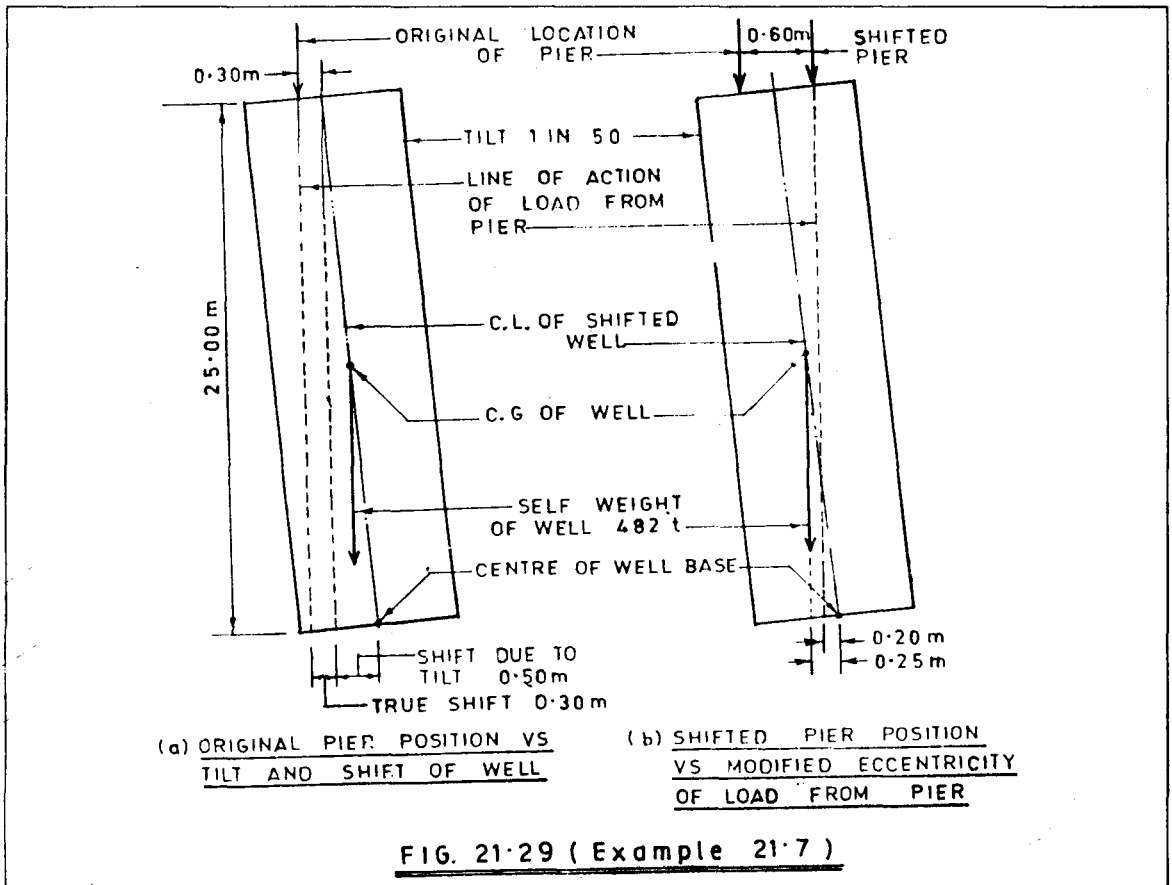 ORIGINAL LOCATION
OF PIER
0·60m
SHIFTED
PIER
0·30m
TILT 1 IN 50
LINE OF ACTION
OF LOAD FROM
PIER
25·00 m
C.L. OF SHIFTED
WELL
C.G OF WELL
SELF WEIGHT
OF WELL 482 t
CENTRE OF WELL BASE
0·20 m
0·25 m
SHIFT DUE TO
TILT 0·50m
TRUE SHIFT 0·30m
(a) ORIGINAL PIER POSITION VS
TILT AND SHIFT OF WELL
(b) SHIFTED PIER POSITION
VS MODIFIED ECCENTRICITY
OF LOAD FROM PIER
FIG. 21·29 ( Example 21·7 )